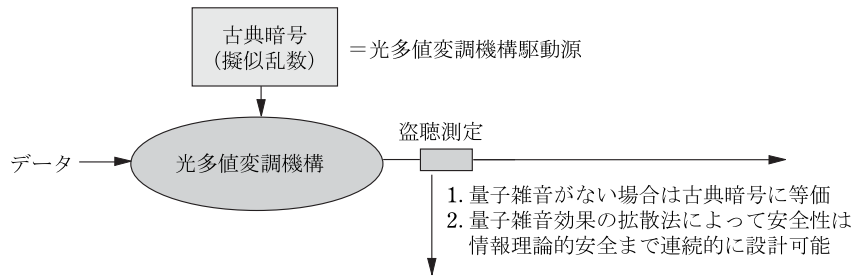 古典暗号
（擬似乱数）
＝光多値変調機構駆動源
盗聴測定
データ
光多値変調機構
1. 量子雑音がない場合は古典暗号に等価
2. 量子雑音効果の拡散法によって安全性は
情報理論的安全まで連続的に設計可能